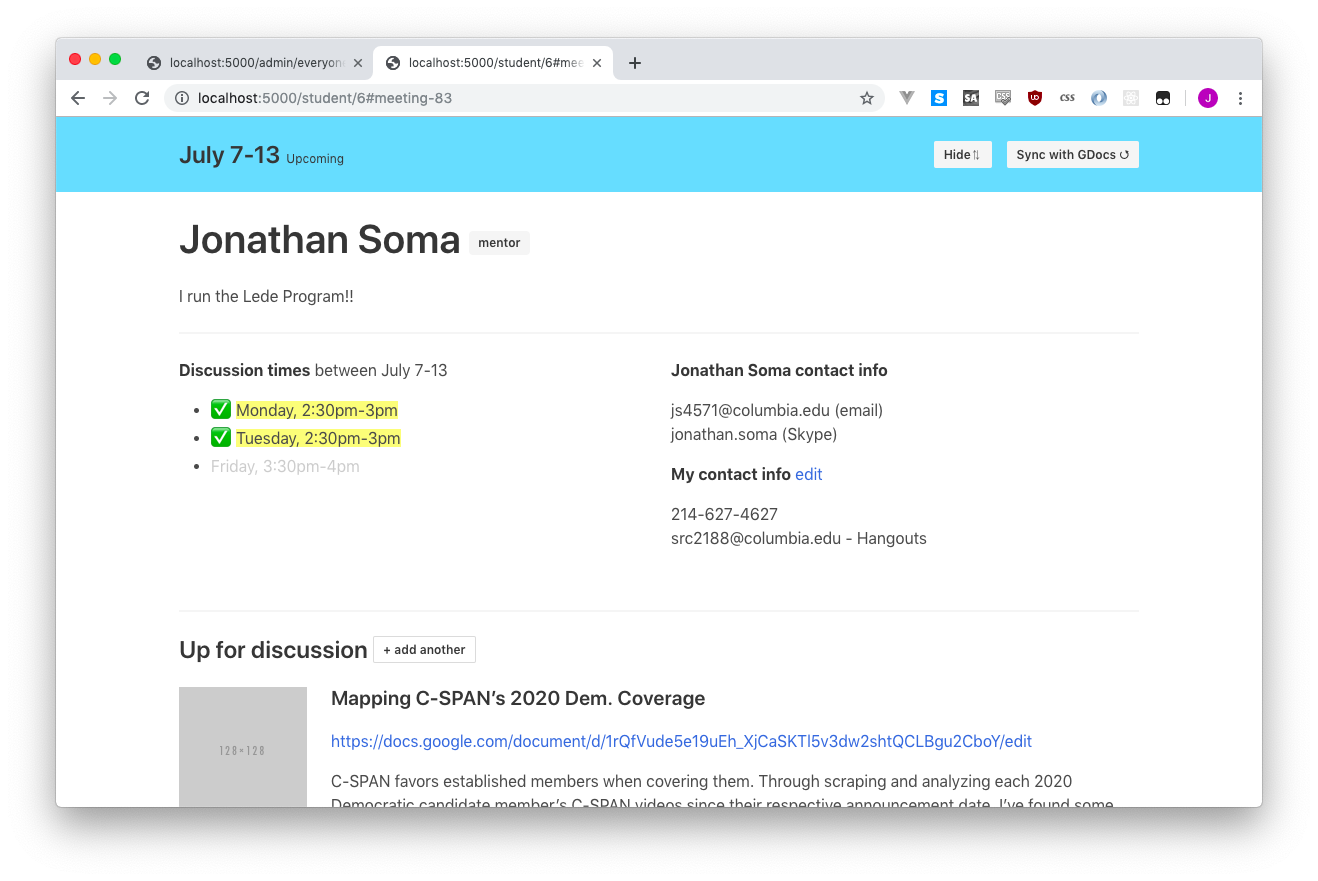 localhost:5000/admin/everyone
localhost:5000/student/6#mee
localhost:5000/student/6#meeting-83
S
SA
CSS
UD
CSS
J
July 7-13 Upcoming
Hide⇅
Sync with GDocs ↺
Jonathan Soma mentor
I run the Lede Program!!
Discussion times between July 7-13
✅ Monday, 2:30pm-3pm
✅ Tuesday, 2:30pm-3pm
Friday, 3:30pm-4pm
Jonathan Soma contact info
js4571@columbia.edu (email)
jonathan.soma (Skype)
My contact info edit
214-627-4627
src2188@columbia.edu - Hangouts
Up for discussion + add another
128×128
Mapping C-SPAN’s 2020 Dem. Coverage
https://docs.google.com/document/d/1rQfVude5e19uEh_XjCaSKTl5v3dw2shtQCLBgu2CboY/edit
C-SPAN favors established members when covering them. Through scraping and analyzing each 2020
Democratic candidate member’s C-SPAN videos since their respective announcement date, I’ve found some